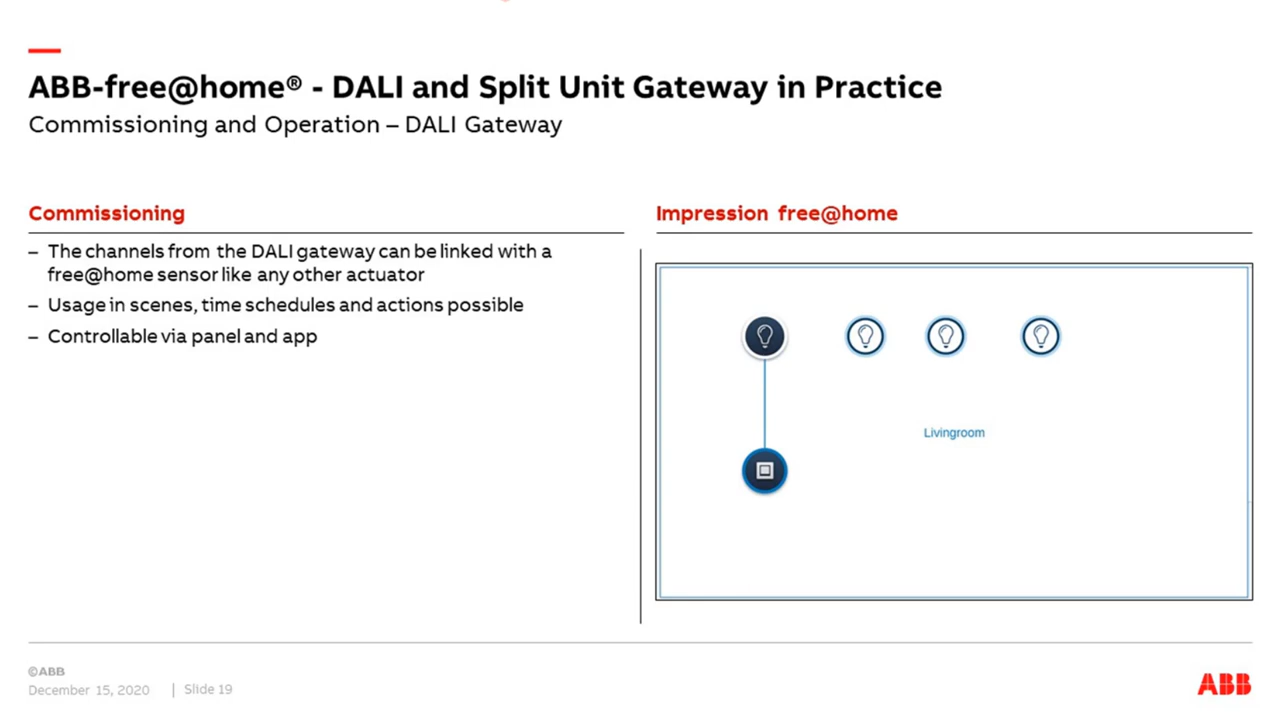 ABB-free@home® - DALI and Split Unit Gateway in Practice
Commissioning and Operation – DALI Gateway
Commissioning
– The channels from the DALI gateway can be linked with a
free@home sensor like any other actuator
– Usage in scenes, time schedules and actions possible
– Controllable via panel and app
Impression free@home
Livingroom
©ABB
December 15, 2020 | Slide 19
ABB